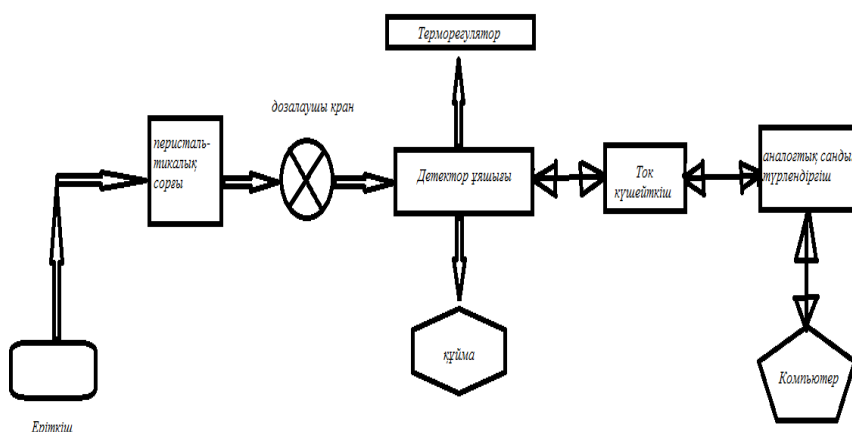 Терморегулятор
дозалаушы кран
перисталь-
тикалық
сорғы
Детектор ұяшығы
Ток
күшейткіш
аналогтық санды
түрлендіргіш
құйма
Компьютер
Еріткіш